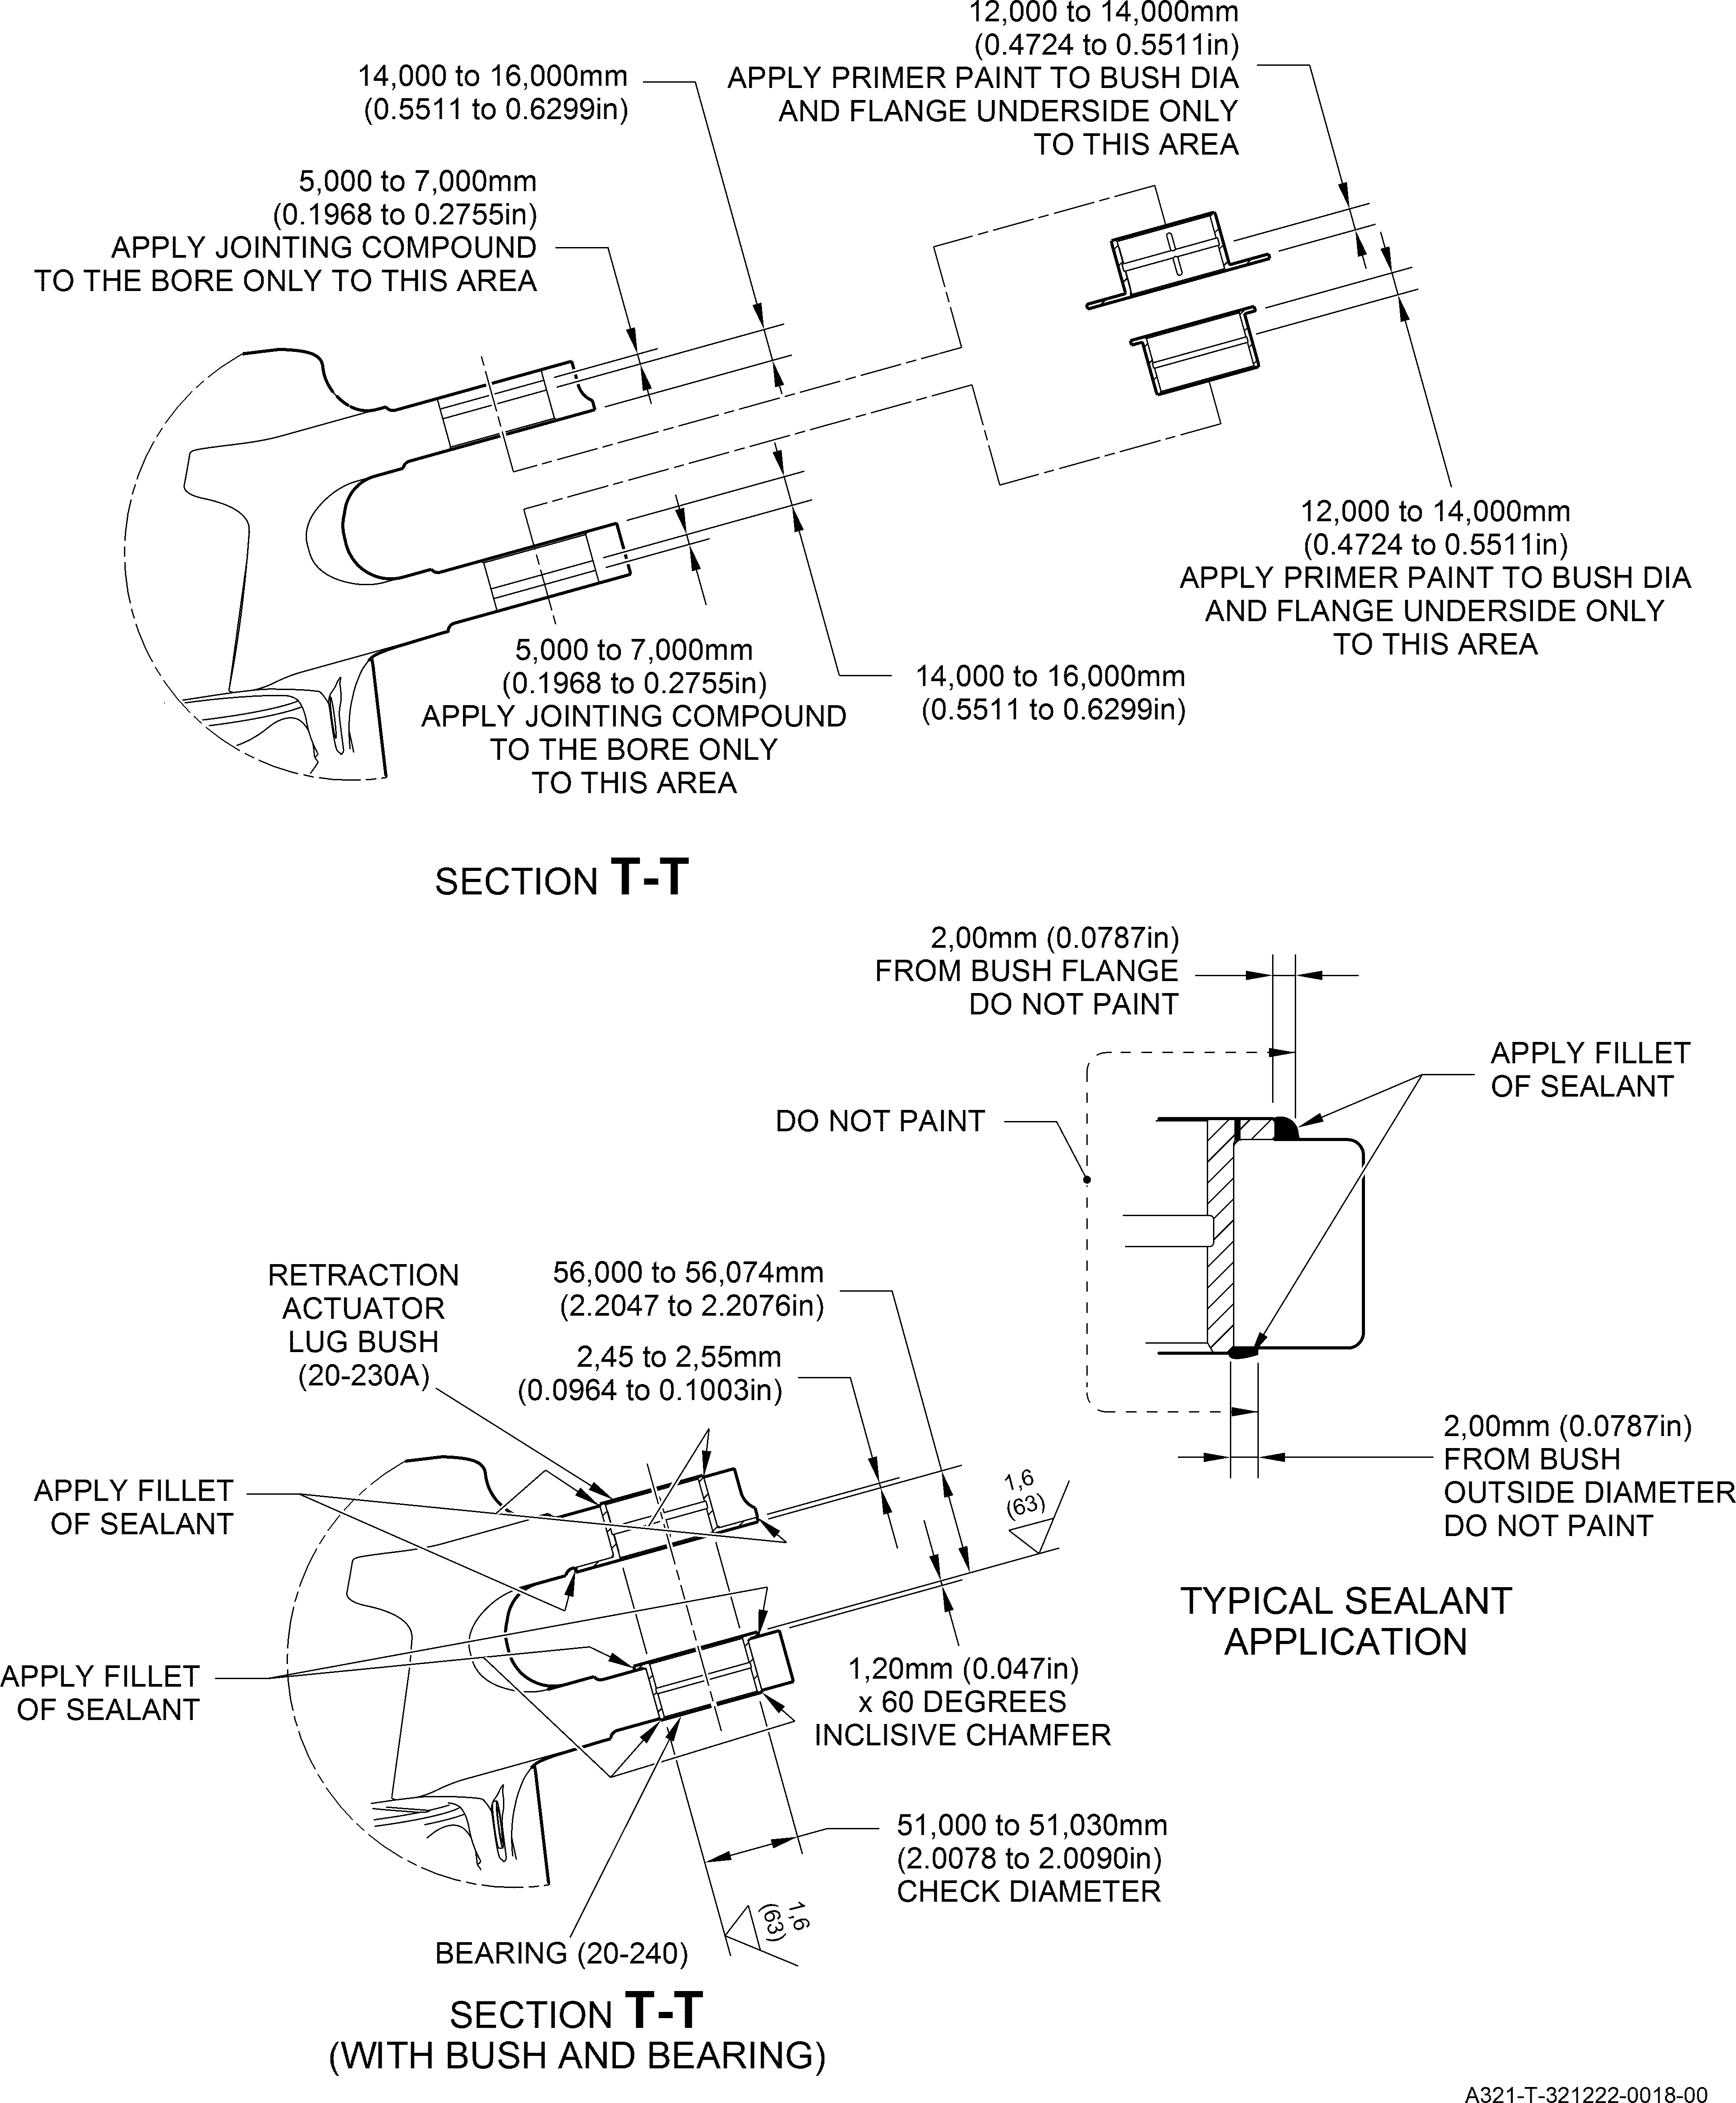 12,000 to 14,000mm
(0.4724 to 0.5511in)
APPLY PRIMER PAINT TO BUSH DIA
AND FLANGE UNDERSIDE ONLY
TO THIS AREA
14,000 to 16,000mm
(0.5511 to 0.6299in)
5,000 to 7,000mm
(0.1968 to 0.2755in)
APPLY JOINTING COMPOUND
TO THE BORE ONLY TO THIS AREA
12,000 to 14,000mm
(0.4724 to 0.5511in)
APPLY PRIMER PAINT TO BUSH DIA
AND FLANGE UNDERSIDE ONLY
TO THIS AREA
5,000 to 7,000mm
(0.1968 to 0.2755in)
APPLY JOINTING COMPOUND
TO THE BORE ONLY
TO THIS AREA
14,000 to 16,000mm
(0.5511 to 0.6299in)
SECTION T-T
2,00mm (0.0787in)
FROM BUSH FLANGE
DO NOT PAINT
APPLY FILLET
OF SEALANT
DO NOT PAINT
2,00mm (0.0787in)
FROM BUSH
OUTSIDE DIAMETER
DO NOT PAINT
TYPICAL SEALANT
APPLICATION
RETRACTION
ACTUATOR
LUG BUSH
(20-230A)
56,000 to 56,074mm
(2.2047 to 2.2076in)
2,45 to 2,55mm
(0.0964 to 0.1003in)
1,6
(63)
APPLY FILLET
OF SEALANT
APPLY FILLET
OF SEALANT
1,20mm (0.047in)
x 60 DEGREES
INCLISIVE CHAMFER
51,000 to 51,030mm
(2.0078 to 2.0090in)
CHECK DIAMETER
1,6
(63)
BEARING (20-240)
SECTION T-T
(WITH BUSH AND BEARING)
A321-T-321222-0018-00